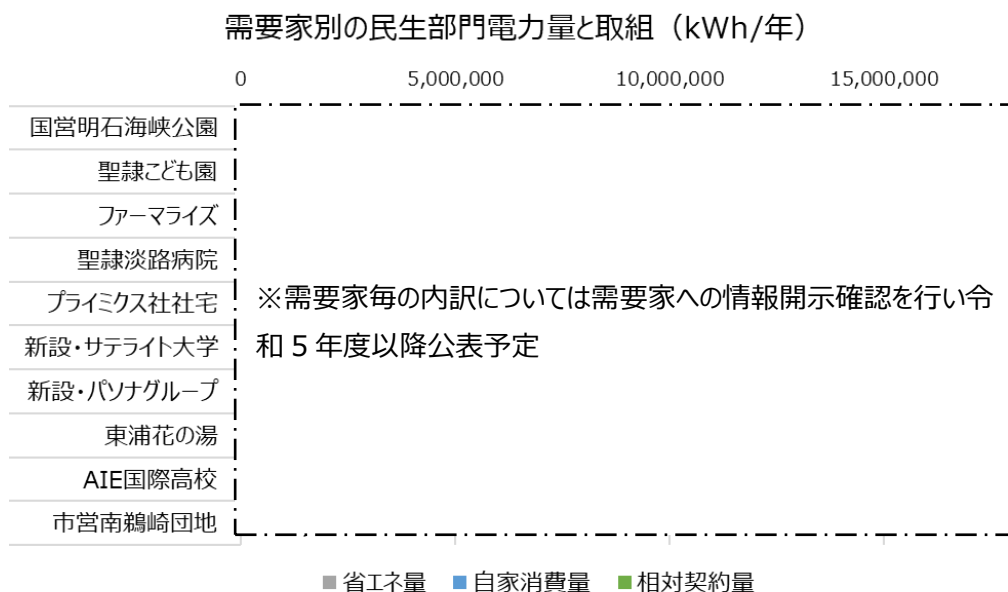 需要家別の民生部門電力量と取組（kWh/年）
0 5,000,000 10,000,000 15,000,000
国営明石海峡公園
聖隷こども園
ファーマライズ
聖隷淡路病院
プライミクス社社宅
新設・サテライト大学
新設・パソナグループ
東浦花の湯
AIE国際高校
市営南鵜崎団地
※需要家毎の内訳については需要家への情報開示確認を行い令
和５年度以降公表予定
省エネ量 自家消費量 相対契約量